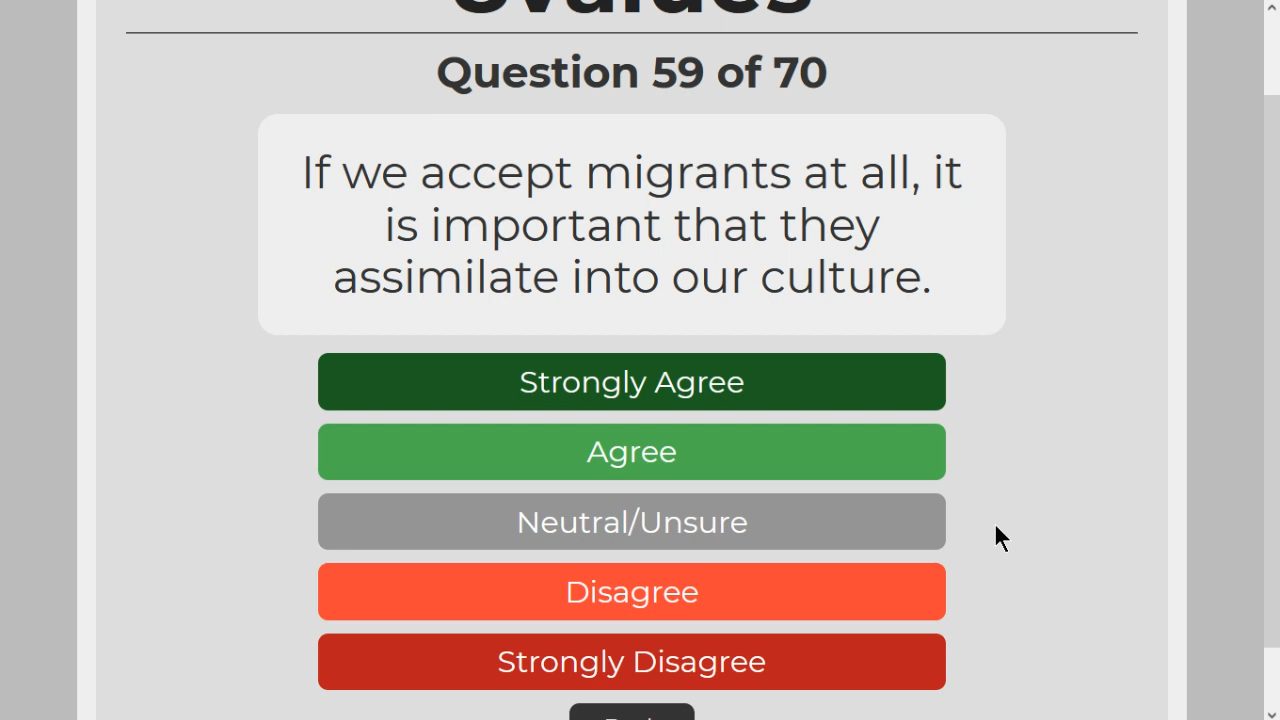 Question 59 of 70
If we accept migrants at all, it
is important that they
assimilate into our culture.
Strongly Agree
Agree
Neutral/Unsure
Disagree
Strongly Disagree